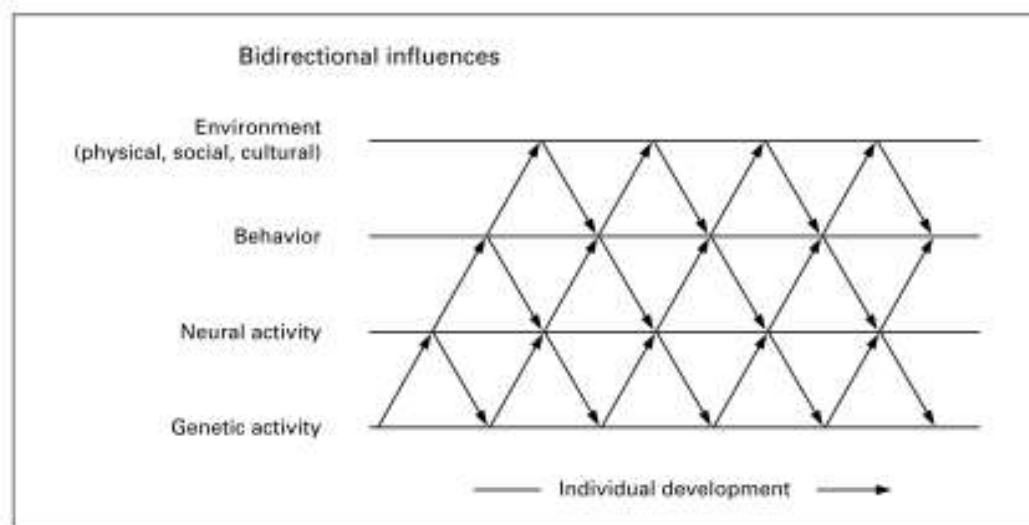 Bidirectional influences
Environment
(physical, social, cultural)
Behavior
Neural activity
Genetic activity
Individual development